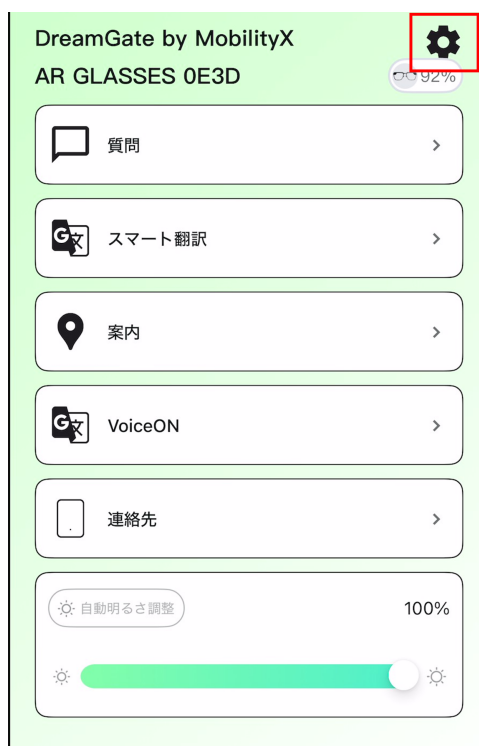 DreamGate by MobilityX
AR GLASSES 0E3D
92%
質問
スマート翻訳
案内
VoiceON
連絡先
自動明るさ調整
100%